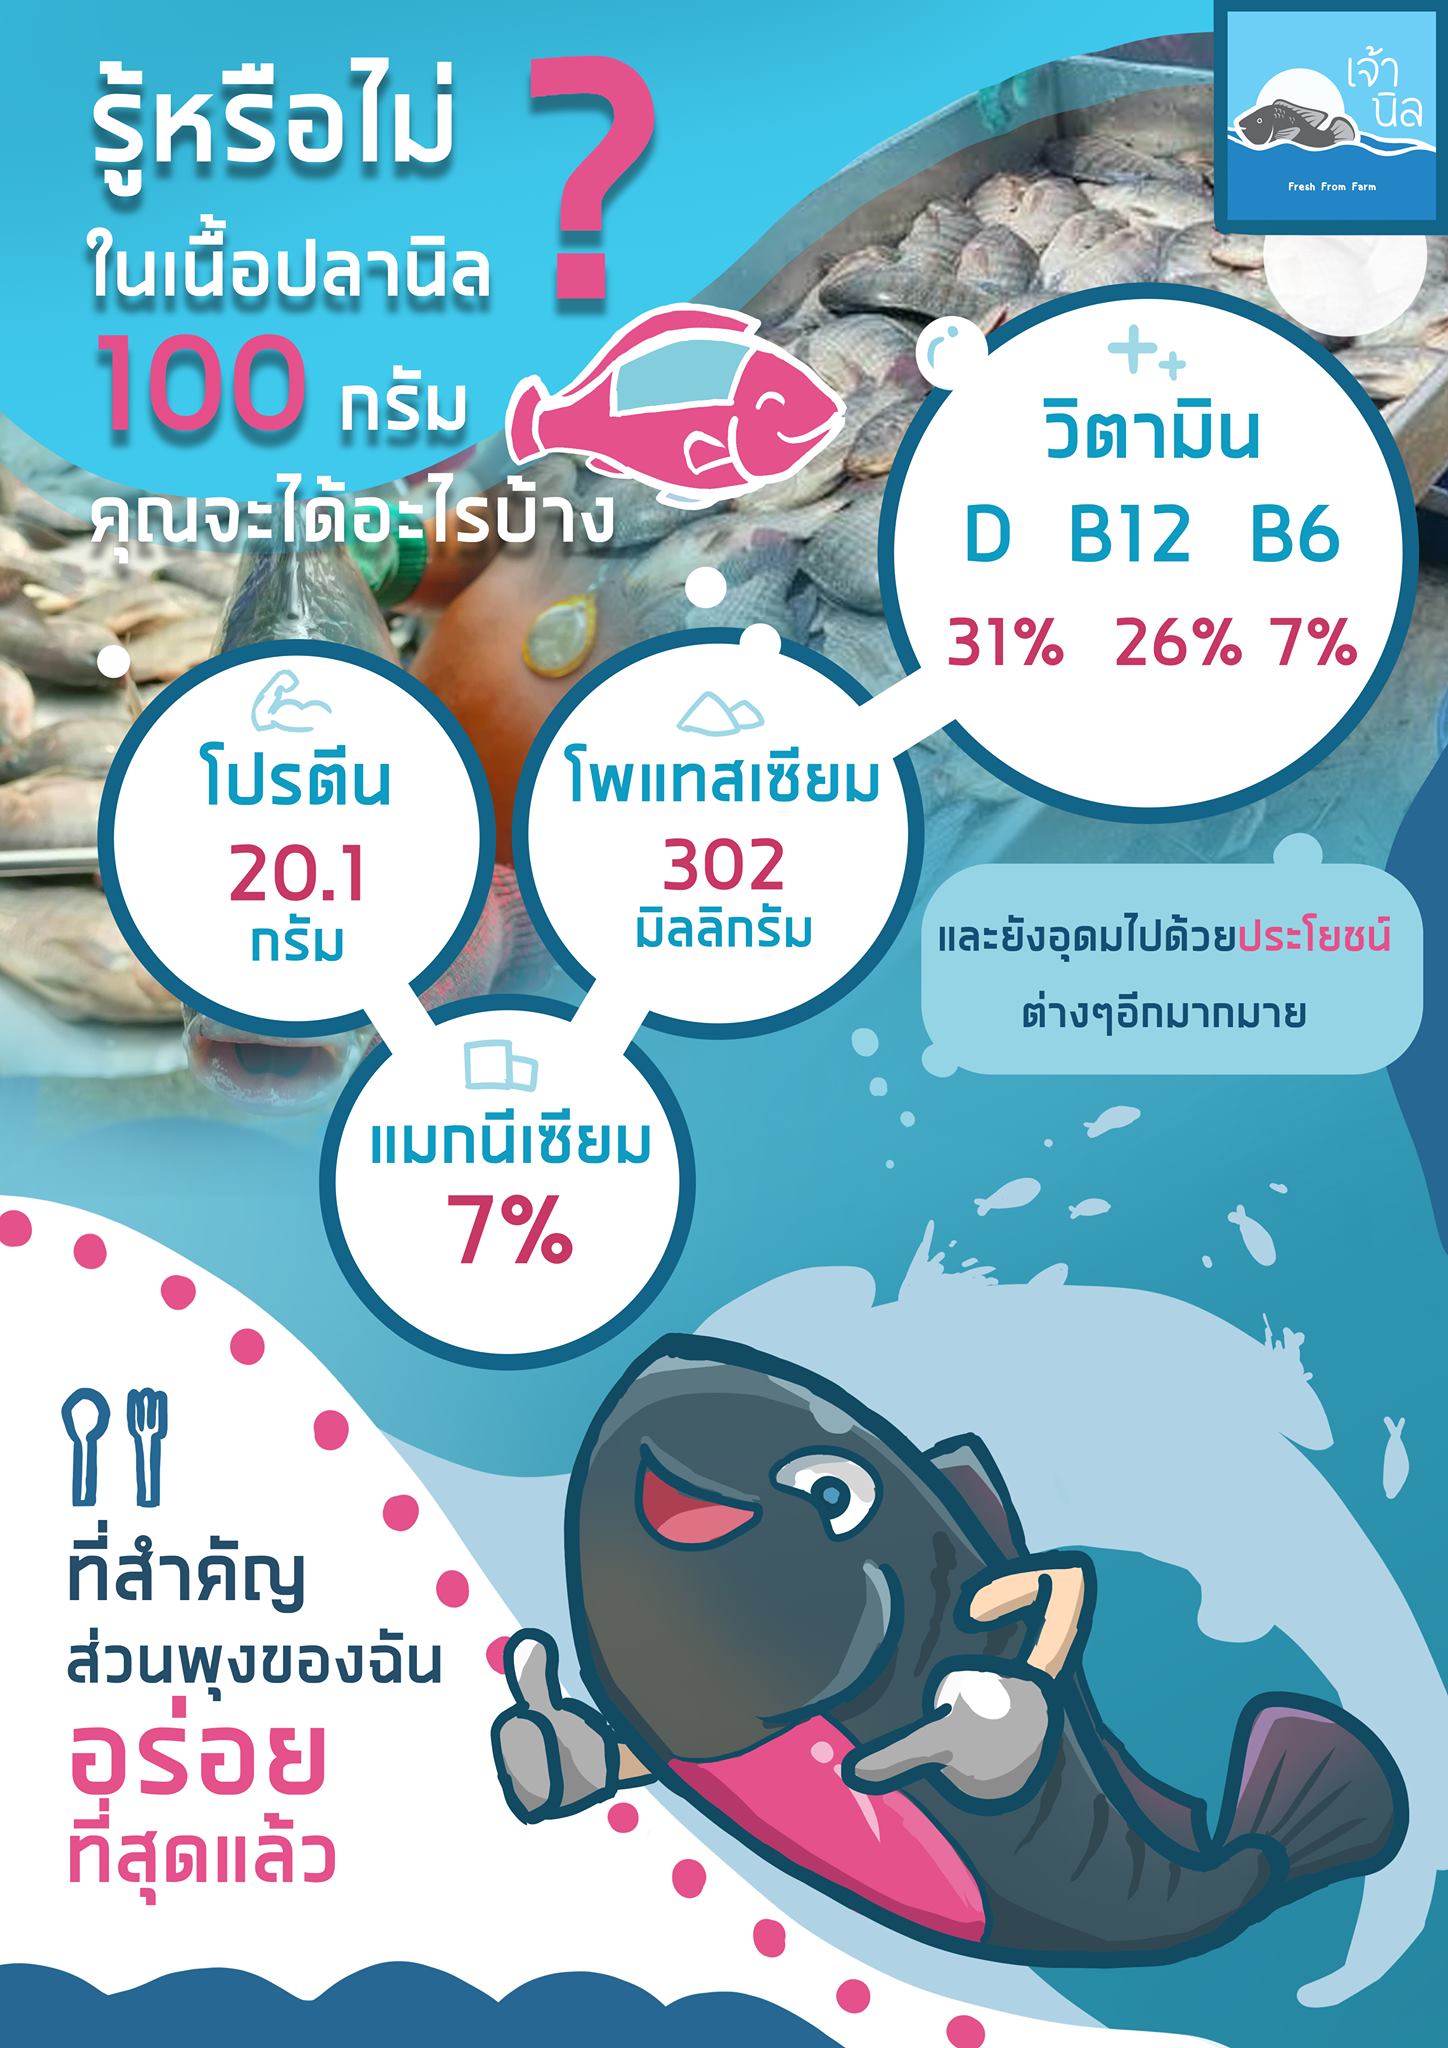 รู้หรือไม่ ?
ในเนื้อปลานิล
100 กรัม
คุณจะได้อะไรบ้าง
เจ้า
นิล
Fresh From Farm
วิตามิน
D B12 B6
31% 26% 7%
โปรตีน
20.1
กรัม
โพแทสเซียม
302
มิลลิกรัม
แมกนีเซียม
7%
และยังอุดมไปด้วยประโยชน์
ต่างๆอีกมากมาย
ที่สำคัญ
ส่วนพุงของฉัน
อร่อย
ที่สุดแล้ว